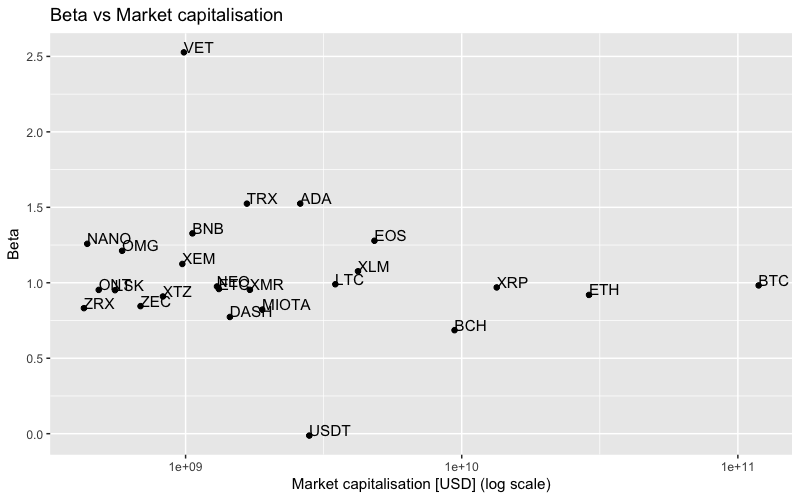 Beta vs Market capitalisation
2.5
VET
2.0
1.5
TRX
ADA
BNB
NANO
OMG
EOS
XEM
XLM
1.0
ONT
LSK
NEO
ETC
XMR
LTC
XRP
ETH
BTC
XTZ
ZRX
ZEC
DASH
MIOTA
BCH
0.5
0.0
USDT
Beta
1e+09
1e+10
1e+11
Market capitalisation [USD] (log scale)